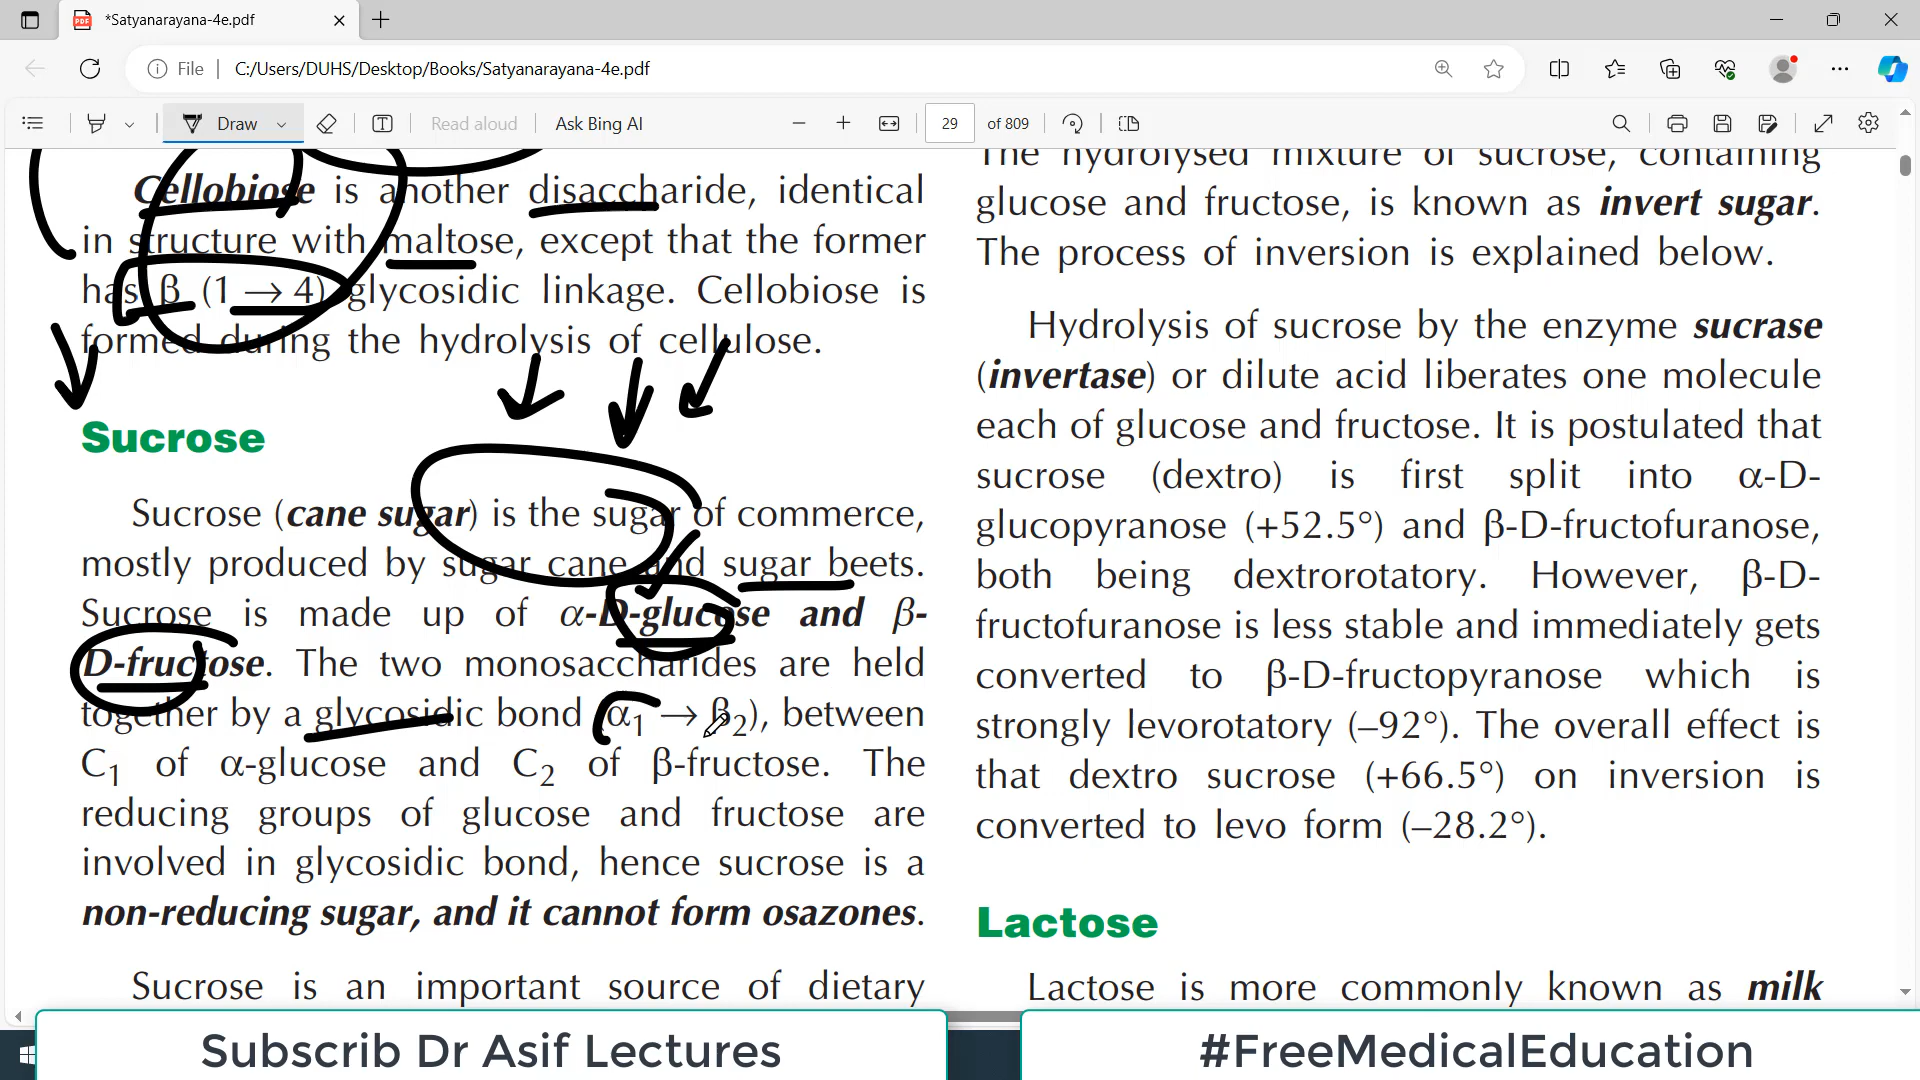 *Satyanarayana-4e.pdf
File
C:/Users/DUHS/Desktop/Books/Satyanarayana-4e.pdf
Draw
Read aloud
Ask Bing AI
29 of 809
Cellobiose is another disaccharide, identical
in structure with maltose, except that the former
has β (1 → 4) glycosidic linkage. Cellobiose is
formed during the hydrolysis of cellulose.
Sucrose
Sucrose (cane sugar) is the sugar of commerce,
mostly produced by sugar cane and sugar beets.
Sucrose is made up of α-D-glucose and β-
D-fructose. The two monosaccharides are held
together by a glycosidic bond (α1 → β2), between
C1 of α-glucose and C2 of β-fructose. The
reducing groups of glucose and fructose are
involved in glycosidic bond, hence sucrose is a
non-reducing sugar, and it cannot form osazones.
Sucrose is an important source of dietary
The hydrolysed mixture of sucrose, containing
glucose and fructose, is known as invert sugar.
The process of inversion is explained below.
Hydrolysis of sucrose by the enzyme sucrase
(invertase) or dilute acid liberates one molecule
each of glucose and fructose. It is postulated that
sucrose (dextro) is first split into α-D-
glucopyranose (+52.5°) and β-D-fructofuranose,
both being dextrorotatory. However, β-D-
fructofuranose is less stable and immediately gets
converted to β-D-fructopyranose which is
strongly levorotatory (–92°). The overall effect is
that dextro sucrose (+66.5°) on inversion is
converted to levo form (–28.2°).
Lactose
Lactose is more commonly known as milk
Subscrib Dr Asif Lectures
#FreeMedicalEducation